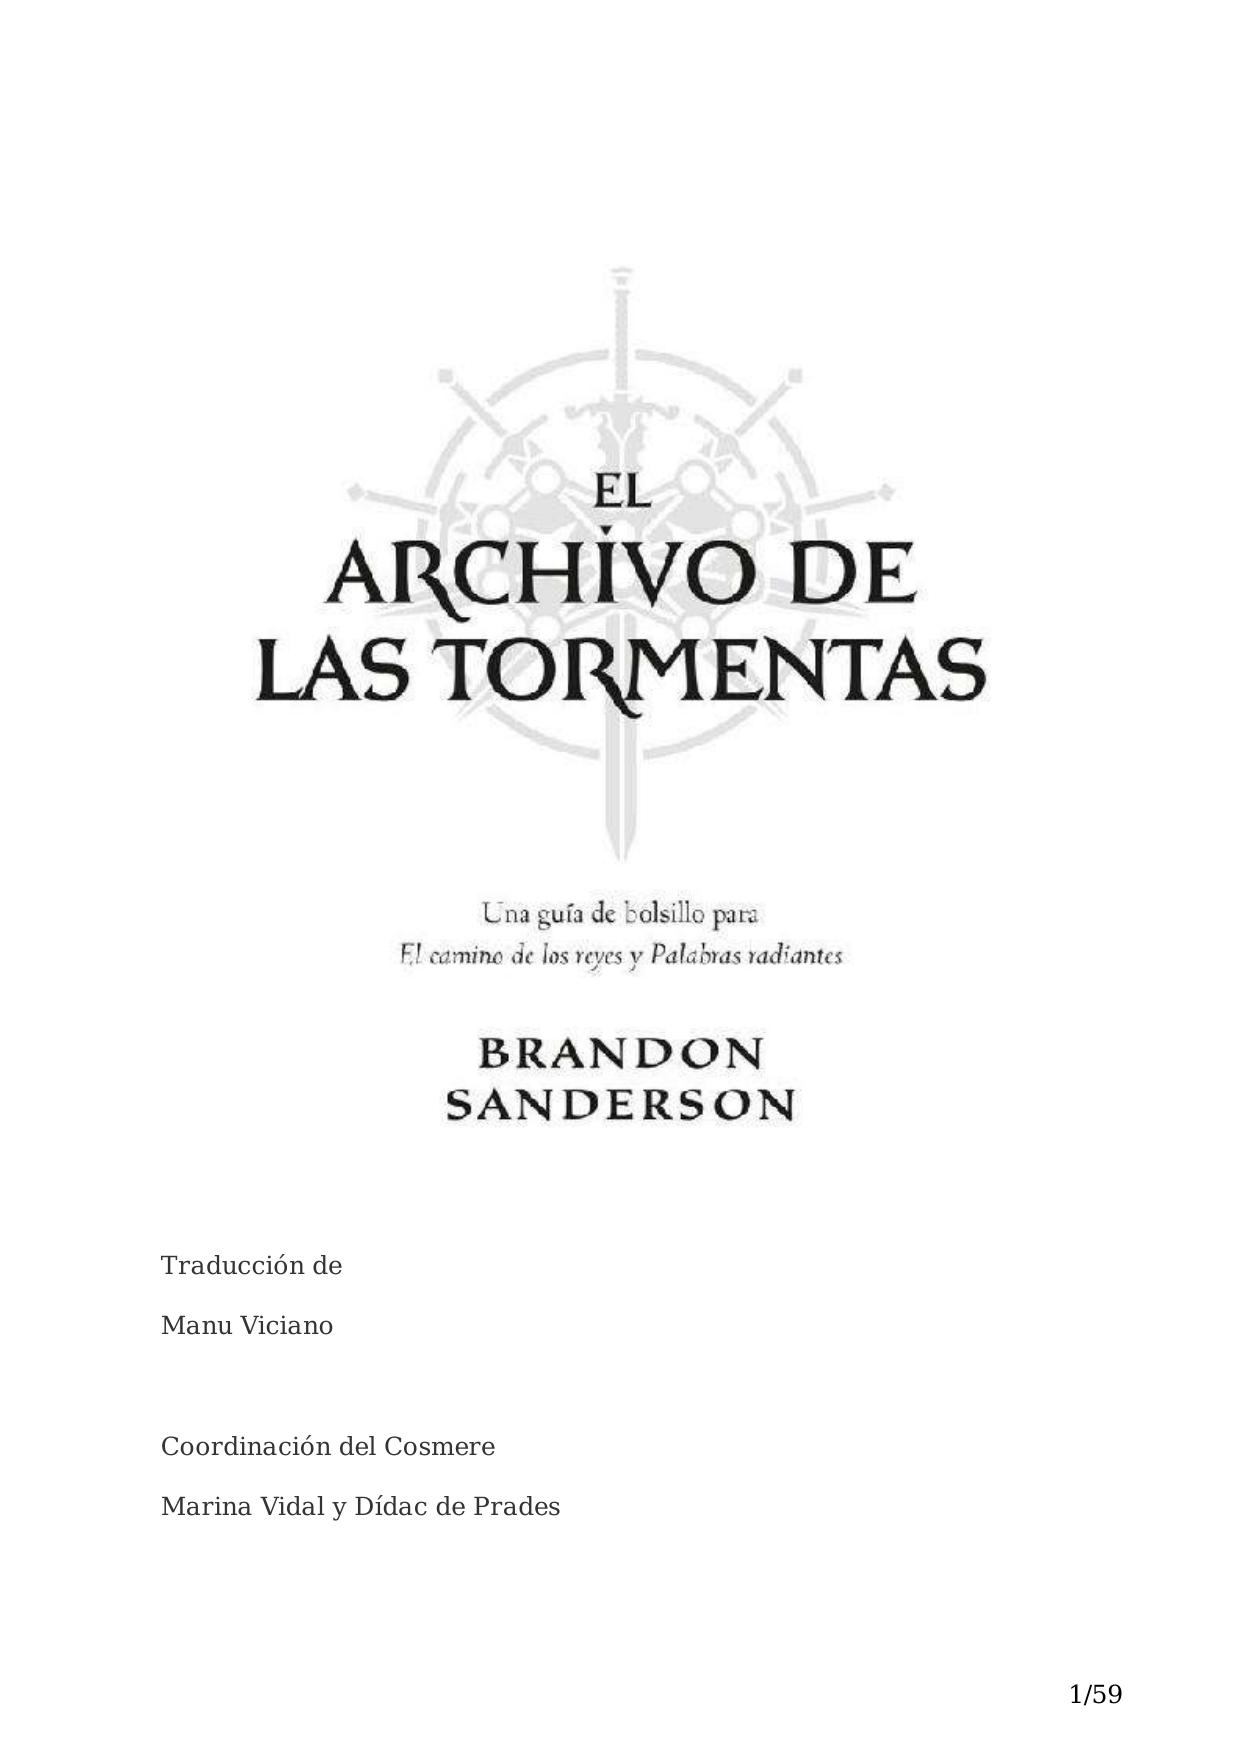 EL
ARCHIVO DE
LAS TORMENTAS
Una guía de bolsillo para
El camino de los reyes y Palabras radiantes
BRANDON
SANDERSON
Traducción de
Manu Viciano
Coordinación del Cosmere
Marina Vidal y Dídac de Prades
1/59